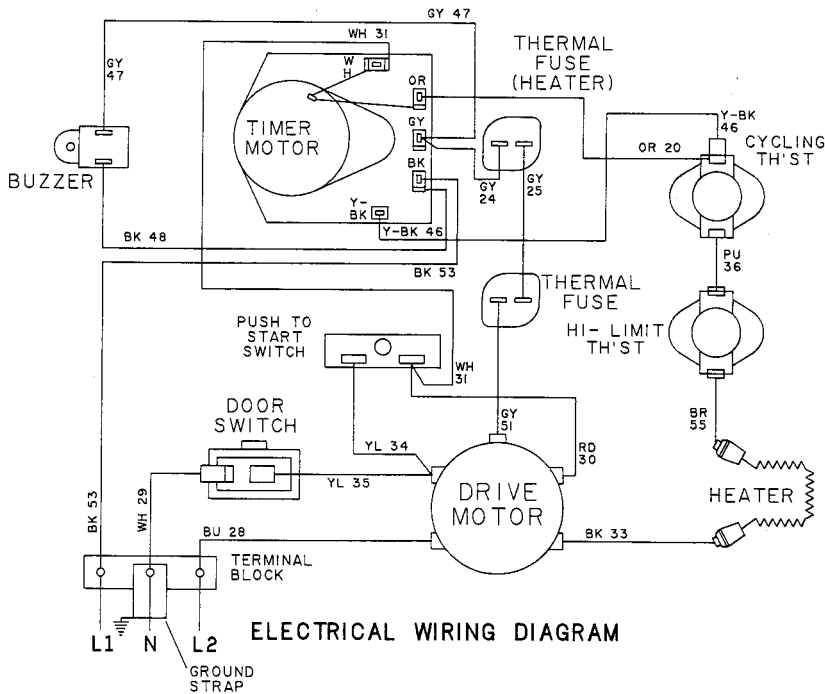 GY 47
WH 31
THERMAL
FUSE
(HEATER)
GY
47
W
H
OR
Y-BK
46
TIMER
MOTOR
GY
OR 20
CYCLING
TH'ST
BUZZER
BK
GY
24
GY
25
Y-
BK
Y-BK 46
BK 48
BK 53
PU
36
THERMAL
FUSE
PUSH TO
START
SWITCH
HI-LIMIT
TH'ST
WH
31
DOOR
SWITCH
GY
51
BR
55
YL 34
RD
30
YL 35
BK 53
WH 29
DRIVE
MOTOR
HEATER
BU 28
BK 33
TERMINAL
BLOCK
L1 N L2
ELECTRICAL WIRING DIAGRAM
GROUND
STRAP